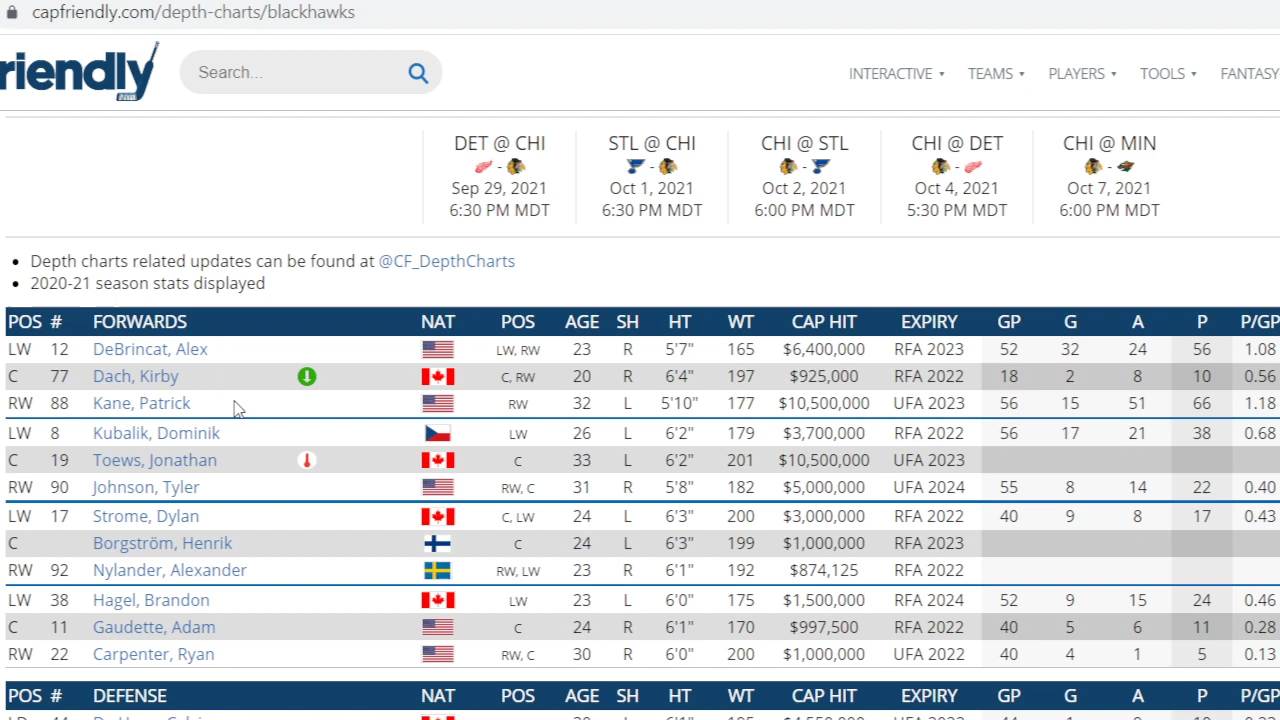 capfriendly.com/depth-charts/blackhawks
riendly
Search...
INTERACTIVE TEAMS PLAYERS TOOLS FANTASY
DET @ CHI STL @ CHI CHI @ STL CHI @ DET CHI @ MIN
- - - - -
Sep 29, 2021 Oct 1, 2021 Oct 2, 2021 Oct 4, 2021 Oct 7, 2021
6:30 PM MDT 6:30 PM MDT 6:00 PM MDT 5:30 PM MDT 6:00 PM MDT
• Depth charts related updates can be found at @CF_DepthCharts
• 2020-21 season stats displayed
POS # FORWARDS NAT POS AGE SH HT WT CAP HIT EXPIRY GP G A P P/GP
LW 12 DeBrincat, Alex LW, RW 23 R 5'7" 165 $6,400,000 RFA 2023 52 32 24 56 1.08
C 77 Dach, Kirby C, RW 20 R 6'4" 197 $925,000 RFA 2022 18 2 8 10 0.56
RW 88 Kane, Patrick RW 32 L 5'10" 177 $10,500,000 UFA 2023 56 15 51 66 1.18
LW 8 Kubalik, Dominik LW 26 L 6'2" 179 $3,700,000 RFA 2022 56 17 21 38 0.68
C 19 Toews, Jonathan C 33 L 6'2" 201 $10,500,000 UFA 2023
RW 90 Johnson, Tyler RW, C 31 R 5'8" 182 $5,000,000 UFA 2024 55 8 14 22 0.40
LW 17 Strome, Dylan C, LW 24 L 6'3" 200 $3,000,000 RFA 2022 40 9 8 17 0.43
C Borgström, Henrik C 24 L 6'3" 199 $1,000,000 RFA 2023
RW 92 Nylander, Alexander RW, LW 23 R 6'1" 192 $874,125 RFA 2022
LW 38 Hagel, Brandon LW 23 L 6'0" 175 $1,500,000 RFA 2024 52 9 15 24 0.46
C 11 Gaudette, Adam C 24 R 6'1" 170 $997,500 RFA 2022 40 5 6 11 0.28
RW 22 Carpenter, Ryan RW, C 30 R 6'0" 200 $1,000,000 UFA 2022 40 4 1 5 0.13
POS # DEFENSE NAT POS AGE SH HT WT CAP HIT EXPIRY GP G A P P/GP